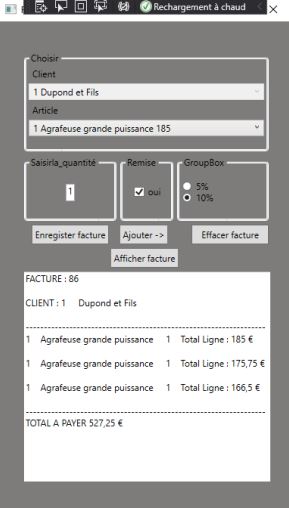 Rechargement à chaud
Choisir
Client
1 Dupond et Fils
Article
1 Agrafeuse grande puissance 185
Saisirla_quantité
1
Remise
oui
GroupBox
5%
10%
Enregister facture
Ajouter ->
Effacer facture
Afficher facture
FACTURE : 86
CLIENT : 1 Dupond et Fils
--------------------------------------------------------------
1 Agrafeuse grande puissance 1 Total Ligne : 185 €
1 Agrafeuse grande puissance 1 Total Ligne : 175,75 €
1 Agrafeuse grande puissance 1 Total Ligne : 166,5 €
--------------------------------------------------------------
TOTAL A PAYER 527,25 €